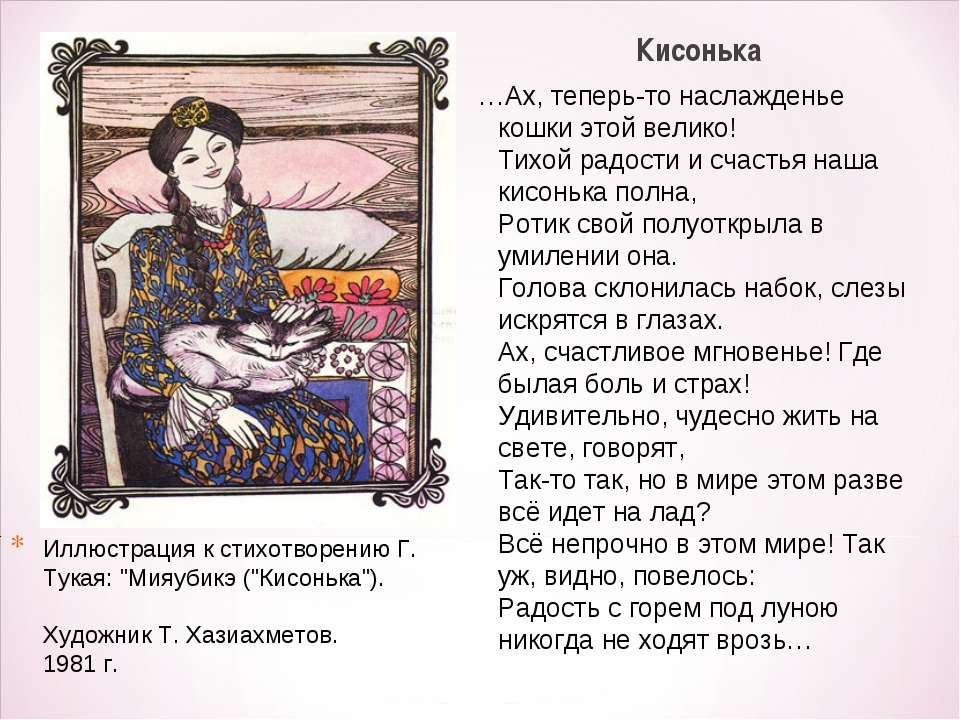 Кисонька
…Ах, теперь-то наслажденье
кошки этой велико!
Тихой радости и счастья наша
кисонька полна,
Ротик свой полуоткрыла в
умилении она.
Голова склонилась набок, слезы
искрятся в глазах.
Ах, счастливое мгновенье! Где
былая боль и страх!
Удивительно, чудесно жить на
свете, говорят,
Так-то так, но в мире этом разве
всё идет на лад?
Всё непрочно в этом мире! Так
уж, видно, повелось:
Радость с горем под луною
никогда не ходят врозь…
* Иллюстрация к стихотворению Г.
Тукая: "Мияубикэ ("Кисонька").
Художник Т. Хазиахметов.
1981 г.